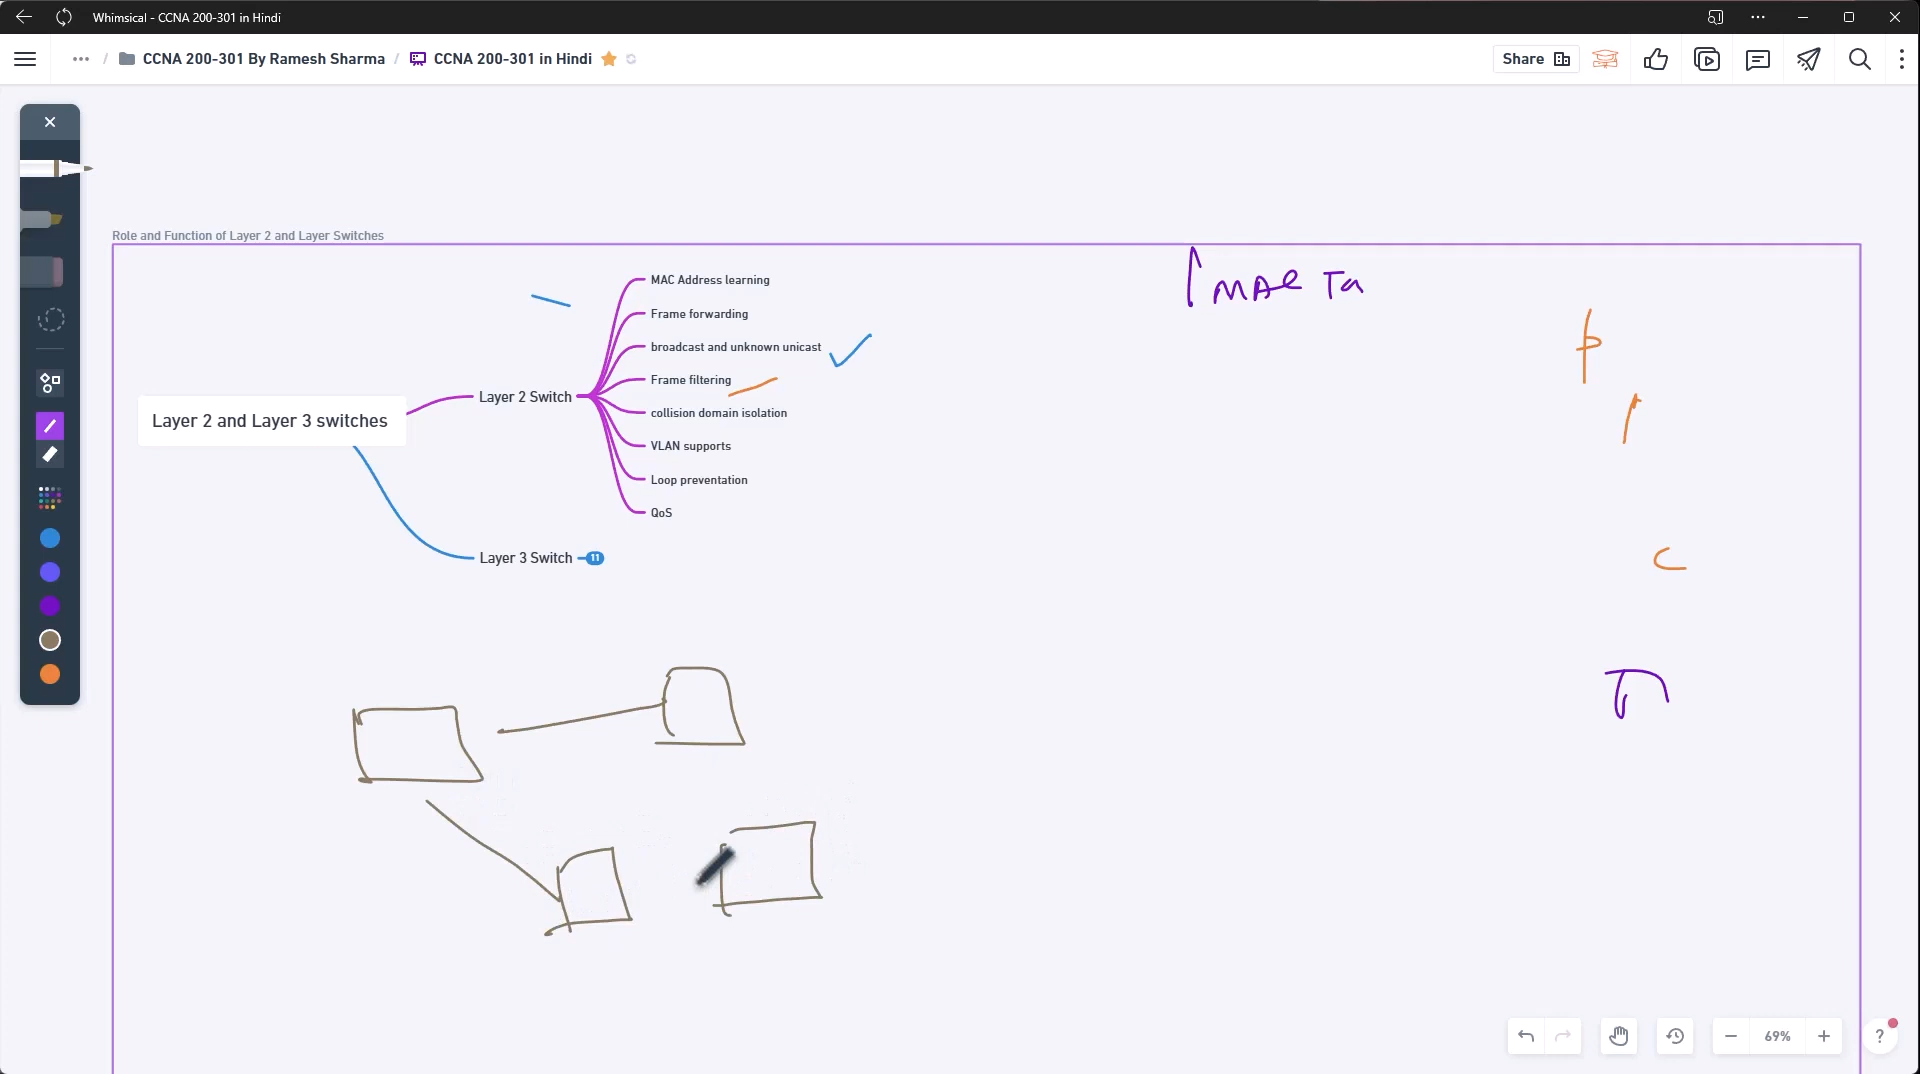 Whimsical - CCNA 200-301 in Hindi
... / CCNA 200-301 By Ramesh Sharma / CCNA 200-301 in Hindi
Share
Role and Function of Layer 2 and Layer Switches
MAC Address learning
Frame forwarding
broadcast and unknown unicast
Frame filtering
Layer 2 Switch
collision domain isolation
Layer 2 and Layer 3 switches
VLAN supports
Loop preventation
QoS
Layer 3 Switch
11
69%
?